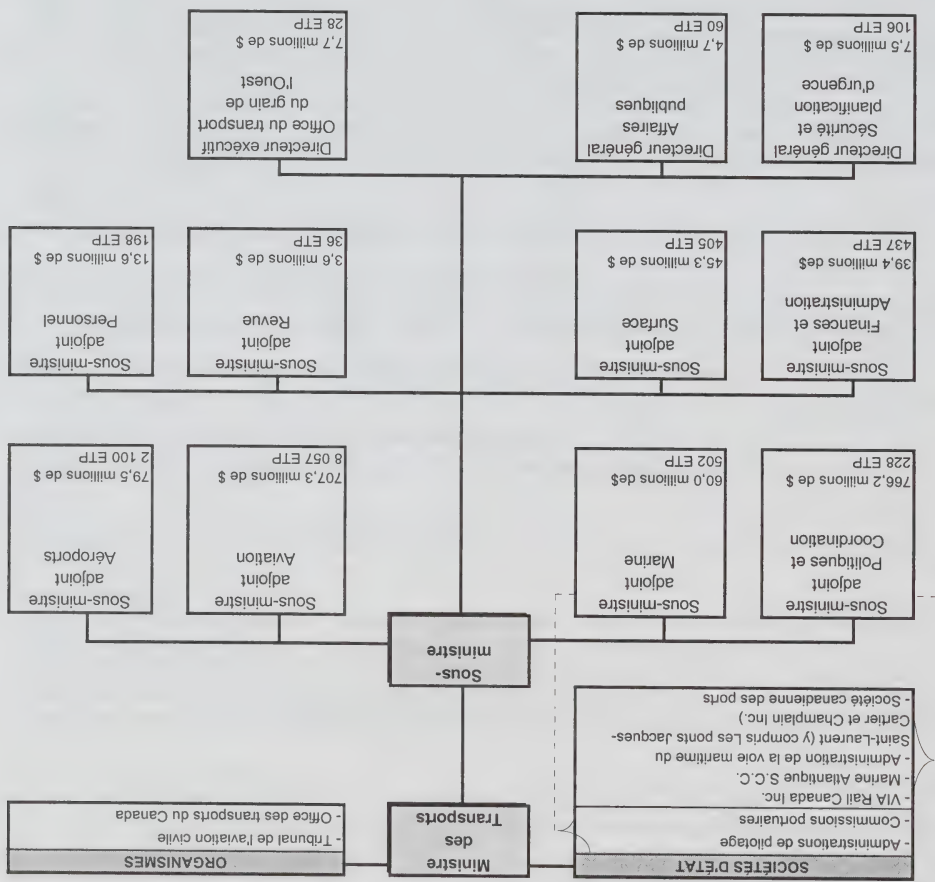 SOCIÉTÉS D'ÉTAT
- Administrations de pilotage
- Commissions portuaires
- VIA Rail Canada Inc.
- Marine Atlantique S.C.C.
- Administration de la voie maritime du
Saint-Laurent (y compris Les ponts Jacques-
Cartier et Champlain Inc.)
- Société canadienne des ports
Ministre
des
Transports
ORGANISMES
- Tribunal de l'aviation civile
- Office des transports du Canada
Sous-
ministre
Sous-ministre
adjoint
Politiques et
Coordination
766,2 millions de $
228 ETP
Sous-ministre
adjoint
Marine
60,0 millions de$
502 ETP
Sous-ministre
adjoint
Aviation
707,3 millions de $
8 057 ETP
Sous-ministre
adjoint
Aéroports
79,5 millions de $
2 100 ETP
Sous-ministre
adjoint
Finances et
Administration
39,4 millions de$
437 ETP
Sous-ministre
adjoint
Surface
45,3 millions de $
405 ETP
Sous-ministre
adjoint
Revue
3,6 millions de $
36 ETP
Sous-ministre
adjoint
Personnel
13,6 millions de $
198 ETP
Directeur général
Sécurité et
planification
d'urgence
7,5 millions de $
106 ETP
Directeur général
Affaires
publiques
4,7 millions de $
60 ETP
Directeur exécutif
Office du transport
du grain de
l'Ouest
7,7 millions de $
28 ETP